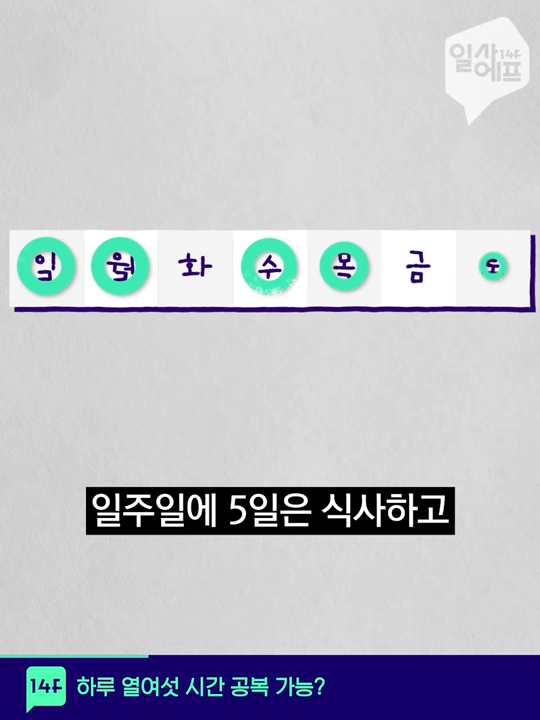 일사 14F
에프
일 월 화 수 목 금 토
일주일에 5일은 식사하고
14F 하루 열여섯 시간 공복 가능?